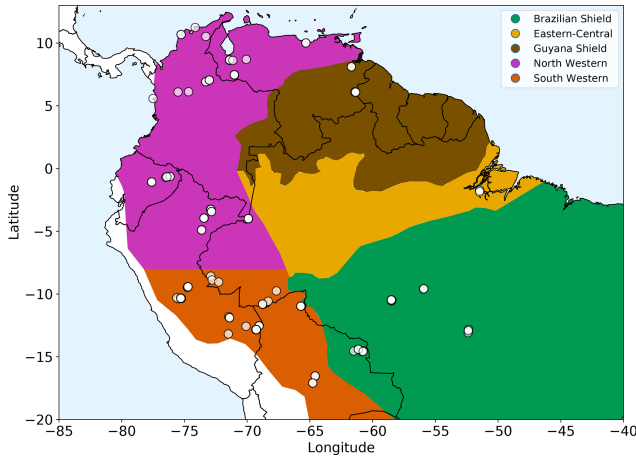 Brazilian Shield
Eastern-Central
Guyana Shield
North Western
South Western
10
5
0
−5
−10
−15
−20
Latitude
−85
−80
−75
−70
−65
−60
−55
−50
−45
−40
Longitude